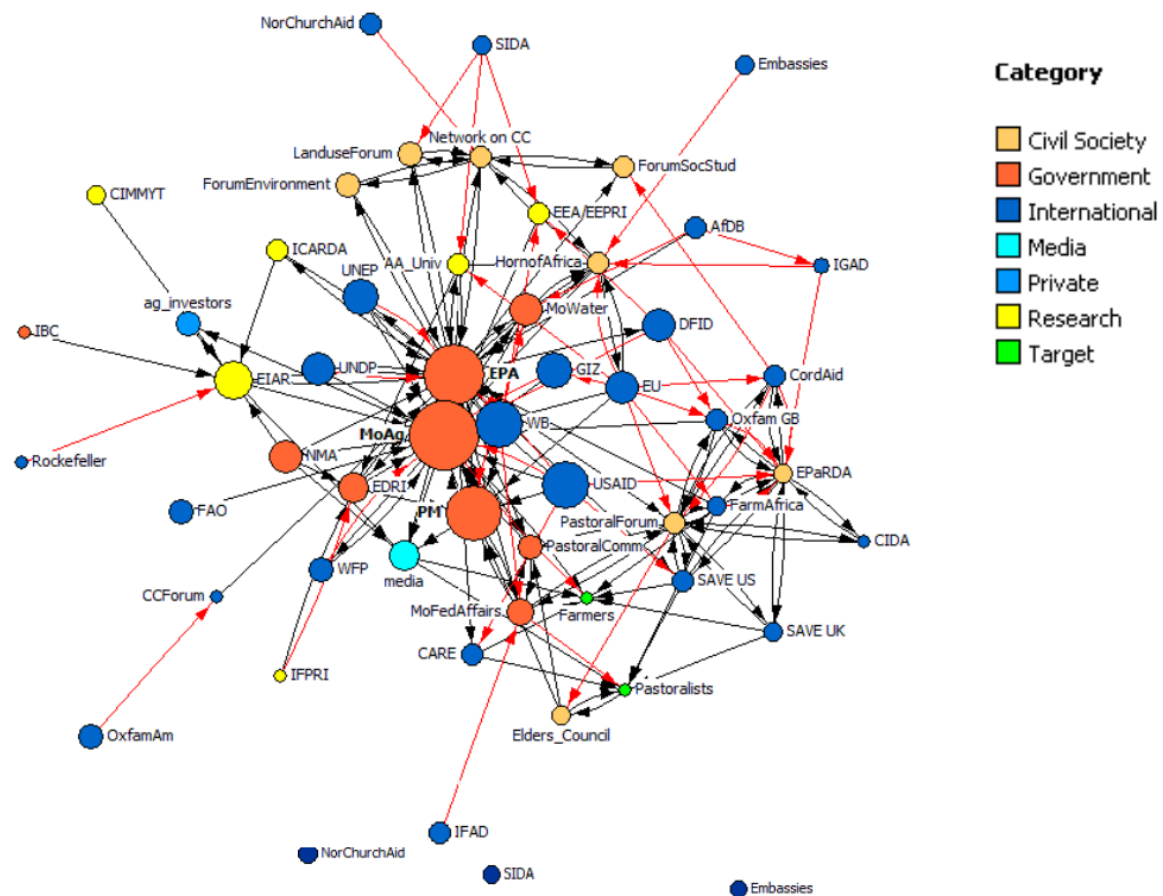 NorChurchAid
SIDA
Embassies
Category
Civil Society
Government
International
Media
Private
Research
Target
Network on CC
LanduseForum
ForumSocStud
ForumEnvironment
CIMMYT
EEA/EEPRI
AfDB
ICARDA
AA_Univ
HornofAfrica
IGAD
UNEP
MoWater
ag_investors
DFID
IBC
UNDP
EPA
GIZ
EU
CordAid
EIAR
Oxfam GB
MoAg
WB
NMA
Rockefeller
EDRI
USAID
EPaRDA
FAO
PM
PastoralForum
FarmAfrica
PastoralComm
CIDA
WFP
media
SAVE US
CCForum
MoFedAffairs
Farmers
SAVE UK
CARE
IFPRI
Pastoralists
Elders_Council
OxfamAm
IFAD
NorChurchAid
SIDA
Embassies